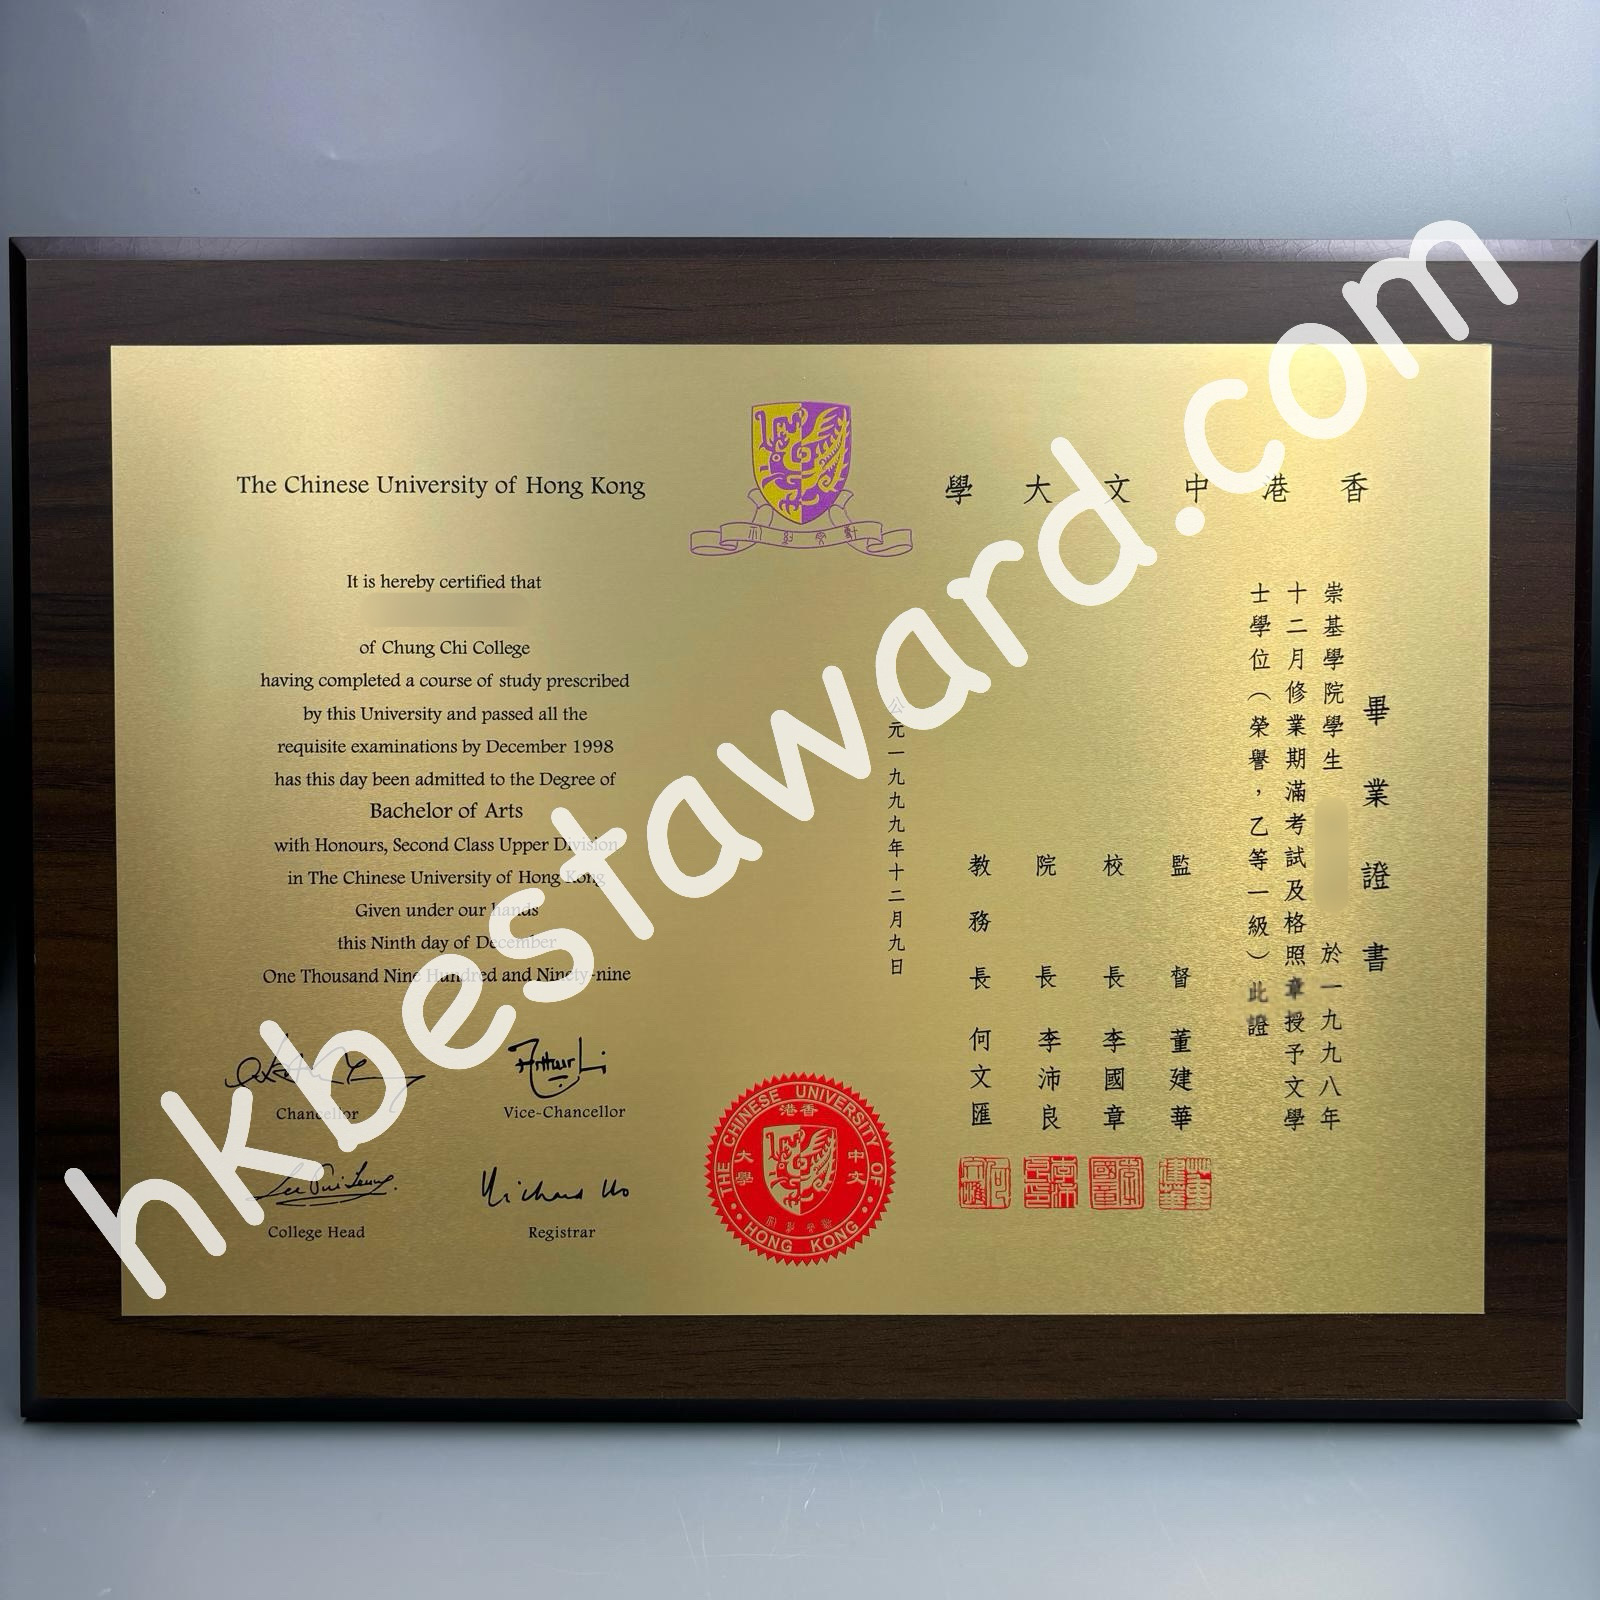 The Chinese University of Hong Kong
學大文中港香
It is hereby certified that
of Chung Chi College
having completed a course of study prescribed
by this University and passed all the
requisite examinations by December 1998
has this day been admitted to the Degree of
Bachelor of Arts
with Honours, Second Class Upper Division
in The Chinese University of Hong Kong
Given under our hands
this Ninth day of December
One Thousand Nine Hundred and Ninety-nine
Chancellor
Arthur Li
Vice-Chancellor
Lee Pui Leung
College Head
Richard Ho
Registrar
畢業證書
崇基學院學生 於一九九八年
十二月修業期滿考試及格照章授予文學
士學位（榮譽，乙等一級）此證
監督 董建華
校長 李國章
院長 李沛良
教務長 何文匯
公元一九九九年十二月九日
THE CHINESE UNIVERSITY OF HONG KONG
港香
大學
中文
hkbestaward.com